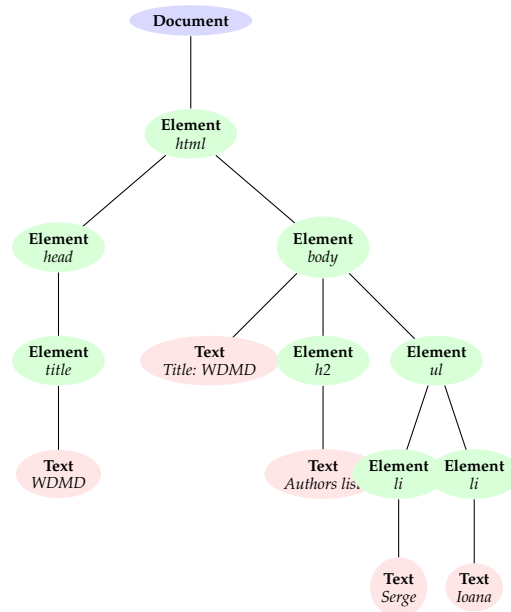 Document
Element
html
Element
head
Element
body
Element
title
Text
Title: WDMD
Element
h2
Element
ul
Text
WDMD
Text
Authors list
Element
li
Element
li
Text
Serge
Text
Ioana